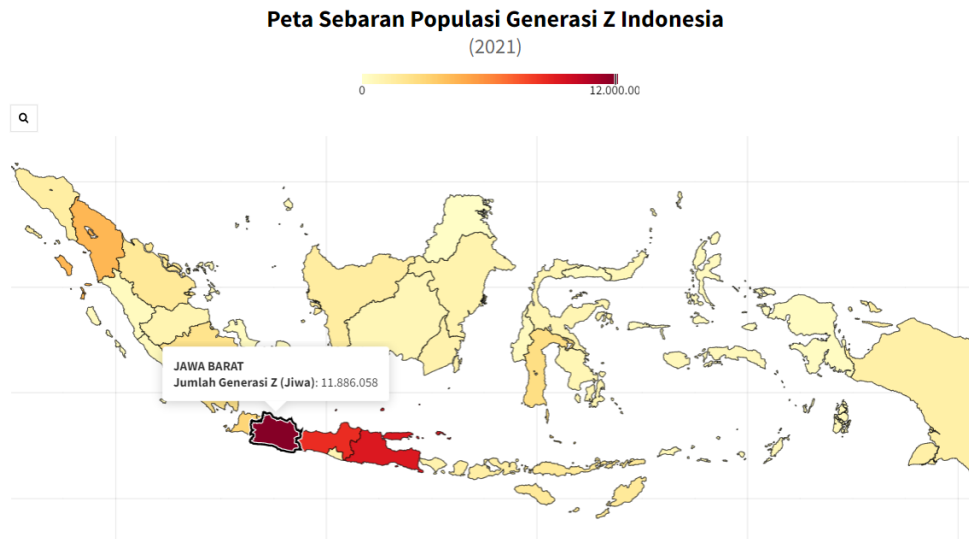 Peta Sebaran Populasi Generasi Z Indonesia
(2021)
0
12.000.00
JAWA BARAT
Jumlah Generasi Z (Jiwa): 11.886.058